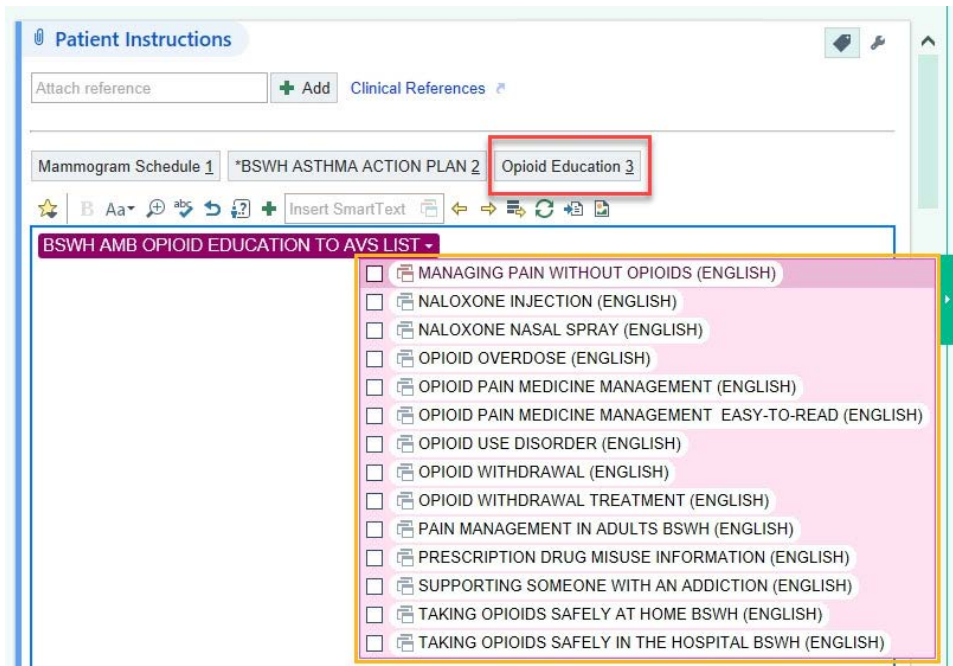 Patient Instructions
Attach reference Add Clinical References
Mammogram Schedule 1 *BSWH ASTHMA ACTION PLAN 2 Opioid Education 3
B Aa abc Insert SmartText
BSWH AMB OPIOID EDUCATION TO AVS LIST
MANAGING PAIN WITHOUT OPIOIDS (ENGLISH)
NALOXONE INJECTION (ENGLISH)
NALOXONE NASAL SPRAY (ENGLISH)
OPIOID OVERDOSE (ENGLISH)
OPIOID PAIN MEDICINE MANAGEMENT (ENGLISH)
OPIOID PAIN MEDICINE MANAGEMENT EASY-TO-READ (ENGLISH)
OPIOID USE DISORDER (ENGLISH)
OPIOID WITHDRAWAL (ENGLISH)
OPIOID WITHDRAWAL TREATMENT (ENGLISH)
PAIN MANAGEMENT IN ADULTS BSWH (ENGLISH)
PRESCRIPTION DRUG MISUSE INFORMATION (ENGLISH)
SUPPORTING SOMEONE WITH AN ADDICTION (ENGLISH)
TAKING OPIOIDS SAFELY AT HOME BSWH (ENGLISH)
TAKING OPIOIDS SAFELY IN THE HOSPITAL BSWH (ENGLISH)